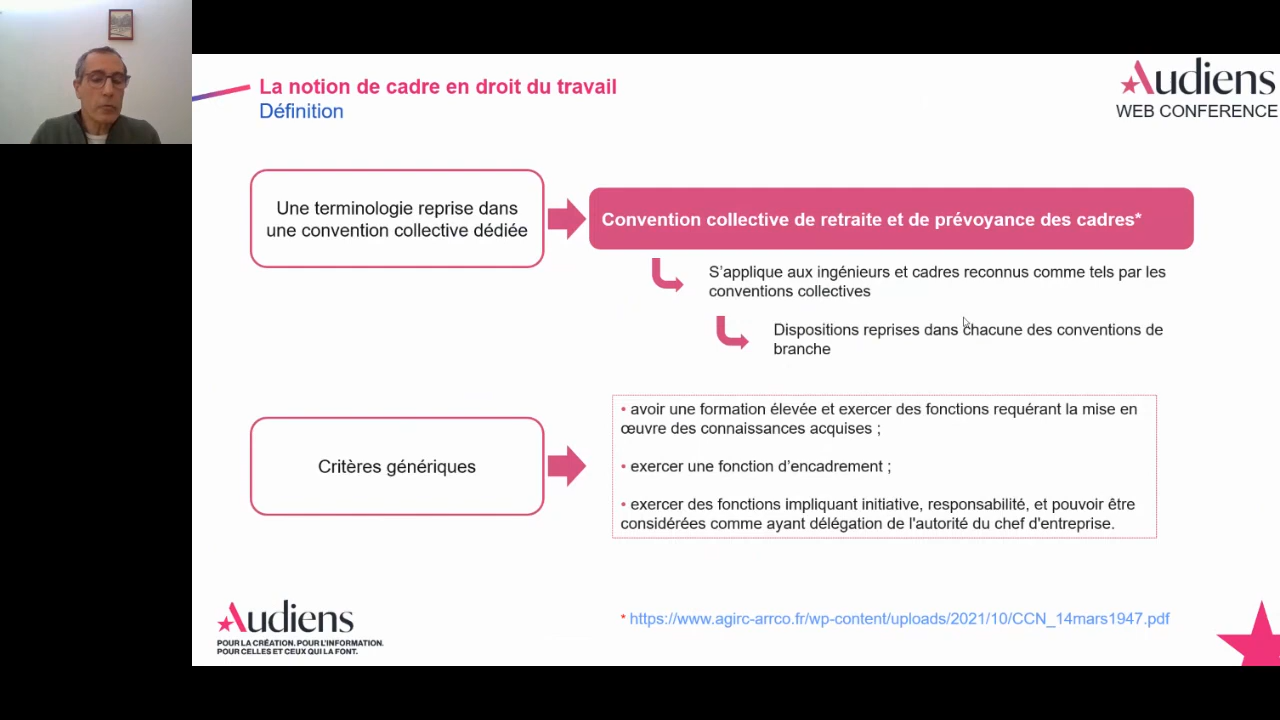 La notion de cadre en droit du travail
Définition
Audiens
WEB CONFERENCE
Une terminologie reprise dans
une convention collective dédiée
Convention collective de retraite et de prévoyance des cadres*
S’applique aux ingénieurs et cadres reconnus comme tels par les
conventions collectives
Dispositions reprises dans chacune des conventions de
branche
Critères génériques
• avoir une formation élevée et exercer des fonctions requérant la mise en
œuvre des connaissances acquises ;
• exercer une fonction d’encadrement ;
• exercer des fonctions impliquant initiative, responsabilité, et pouvoir être
considérées comme ayant délégation de l'autorité du chef d'entreprise.
Audiens
POUR LA CRÉATION. POUR L'INFORMATION.
POUR CELLES ET CEUX QUI LA FONT.
* https://www.agirc-arrco.fr/wp-content/uploads/2021/10/CCN_14mars1947.pdf